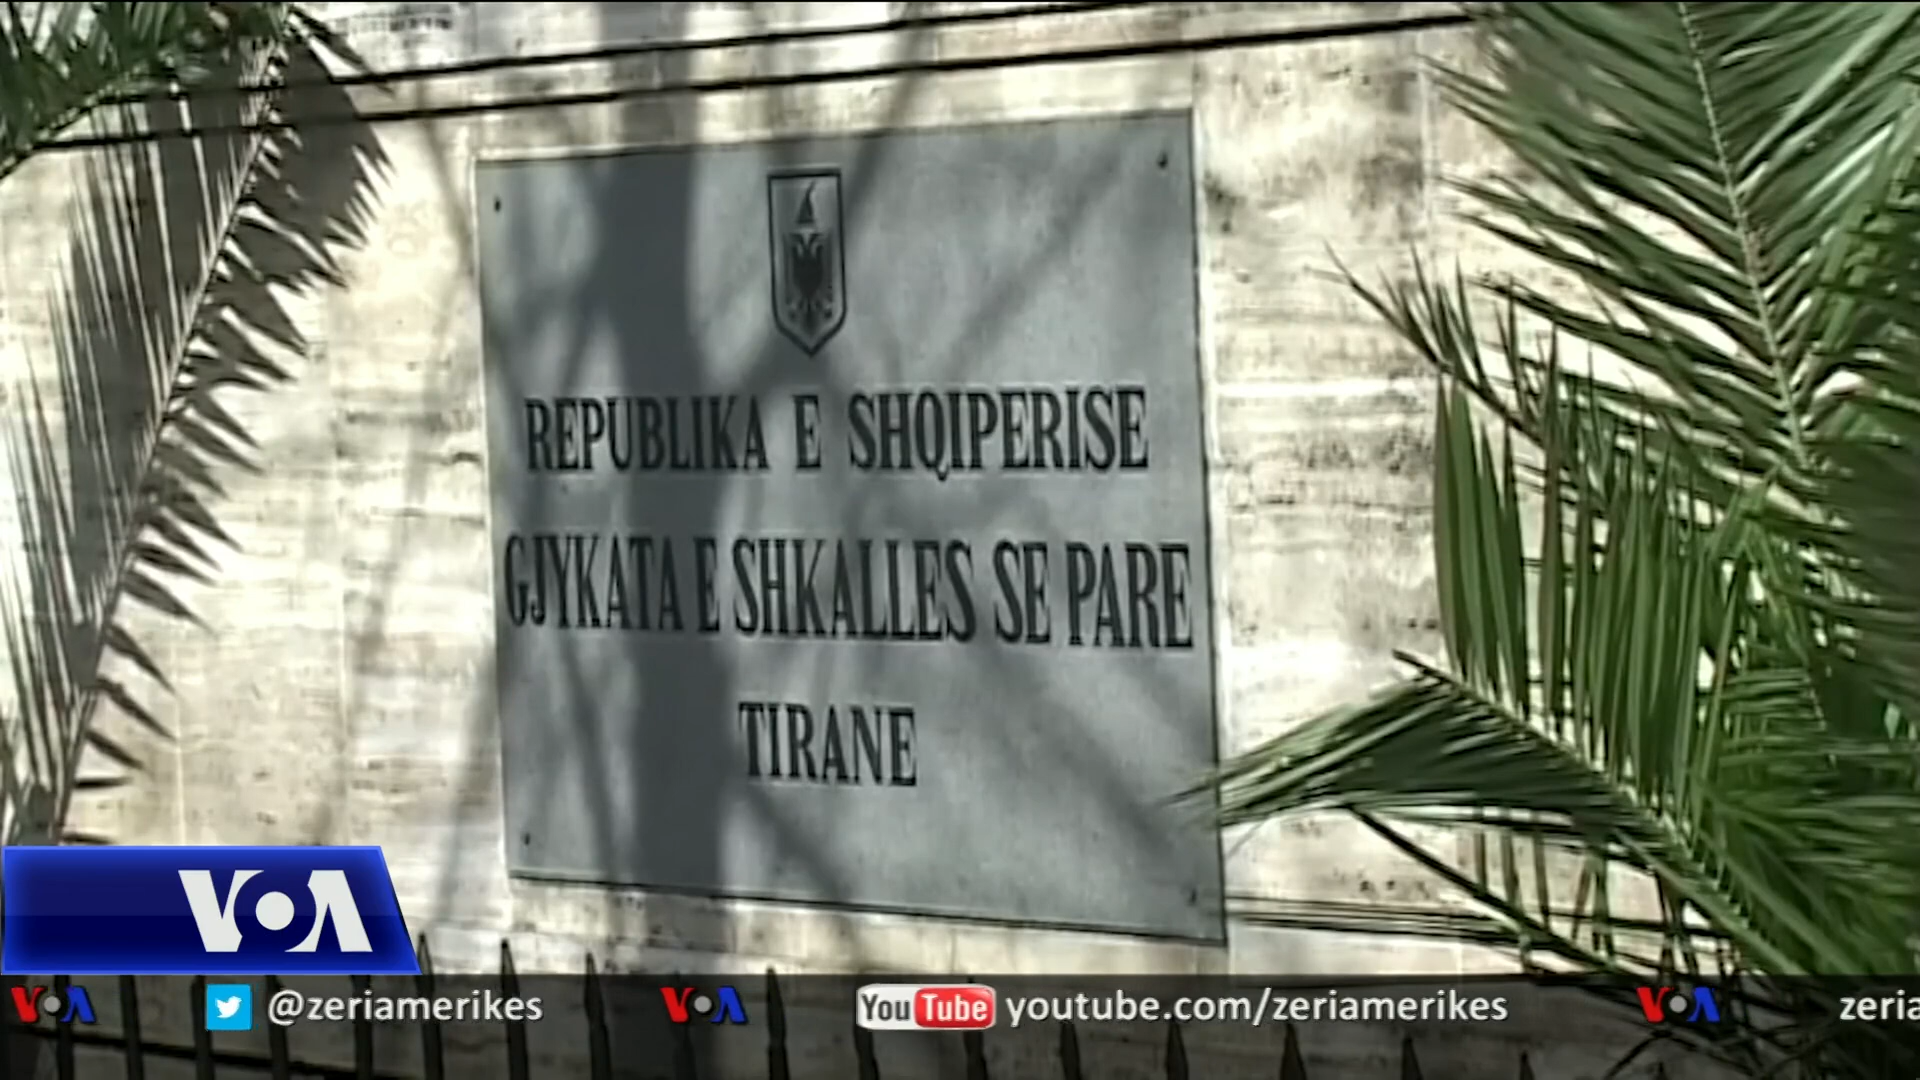 REPUBLIKA E SHQIPERISE
GJYKATA E SHKALLES SE PARE
TIRANE
VOA
VOA @zeriamerikes VOA YouTube youtube.com/zeriamerikes VOA zeria